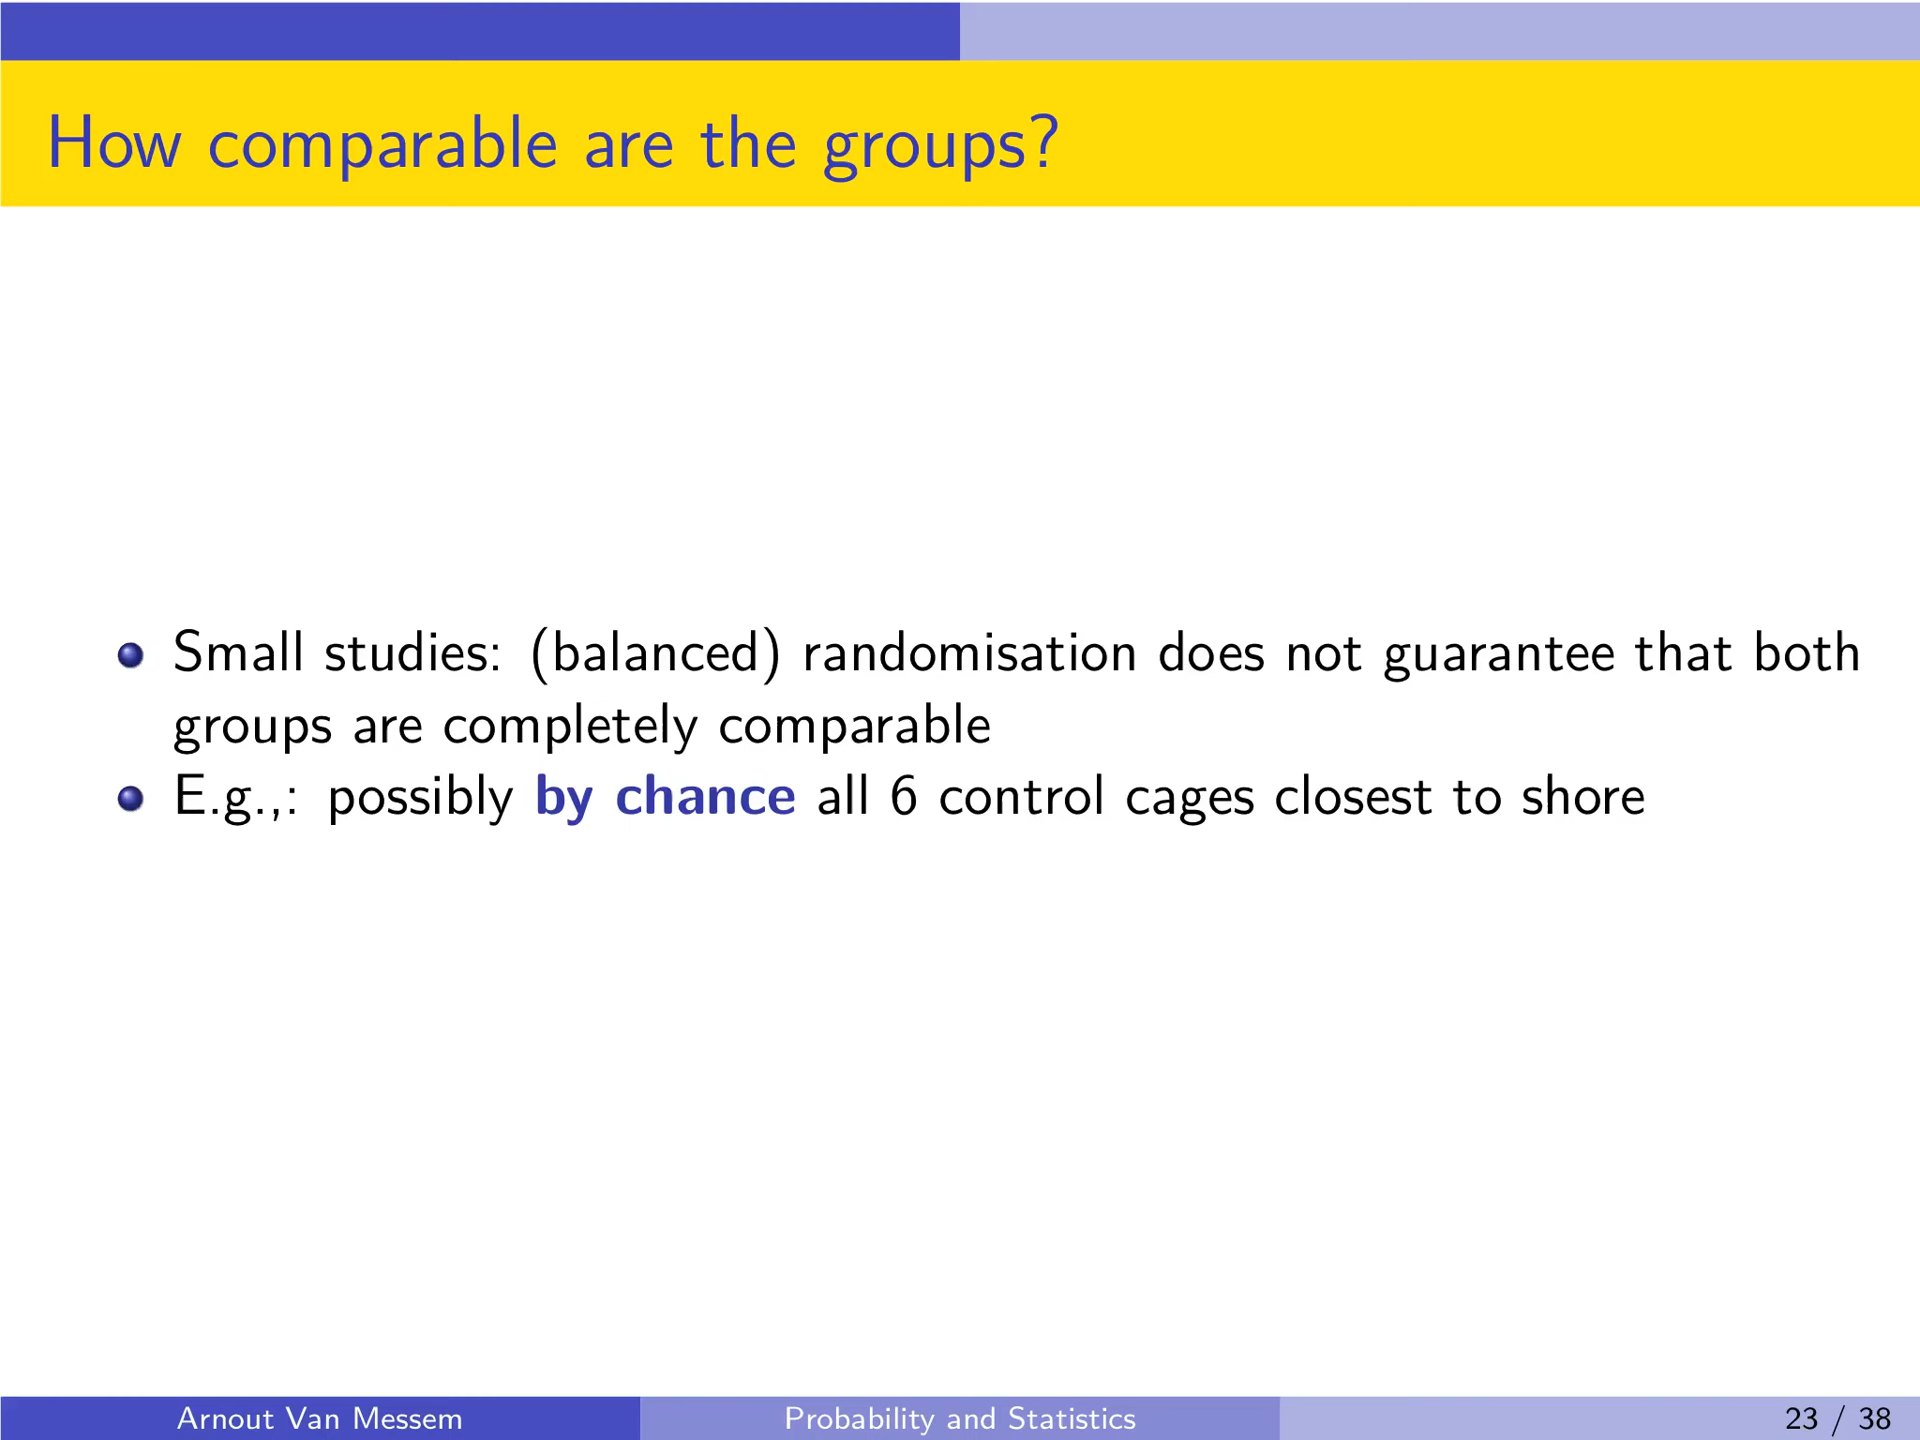 How comparable are the groups?
Small studies: (balanced) randomisation does not guarantee that both
groups are completely comparable
E.g.,: possibly by chance all 6 control cages closest to shore
Arnout Van Messem
Probability and Statistics
23 / 38